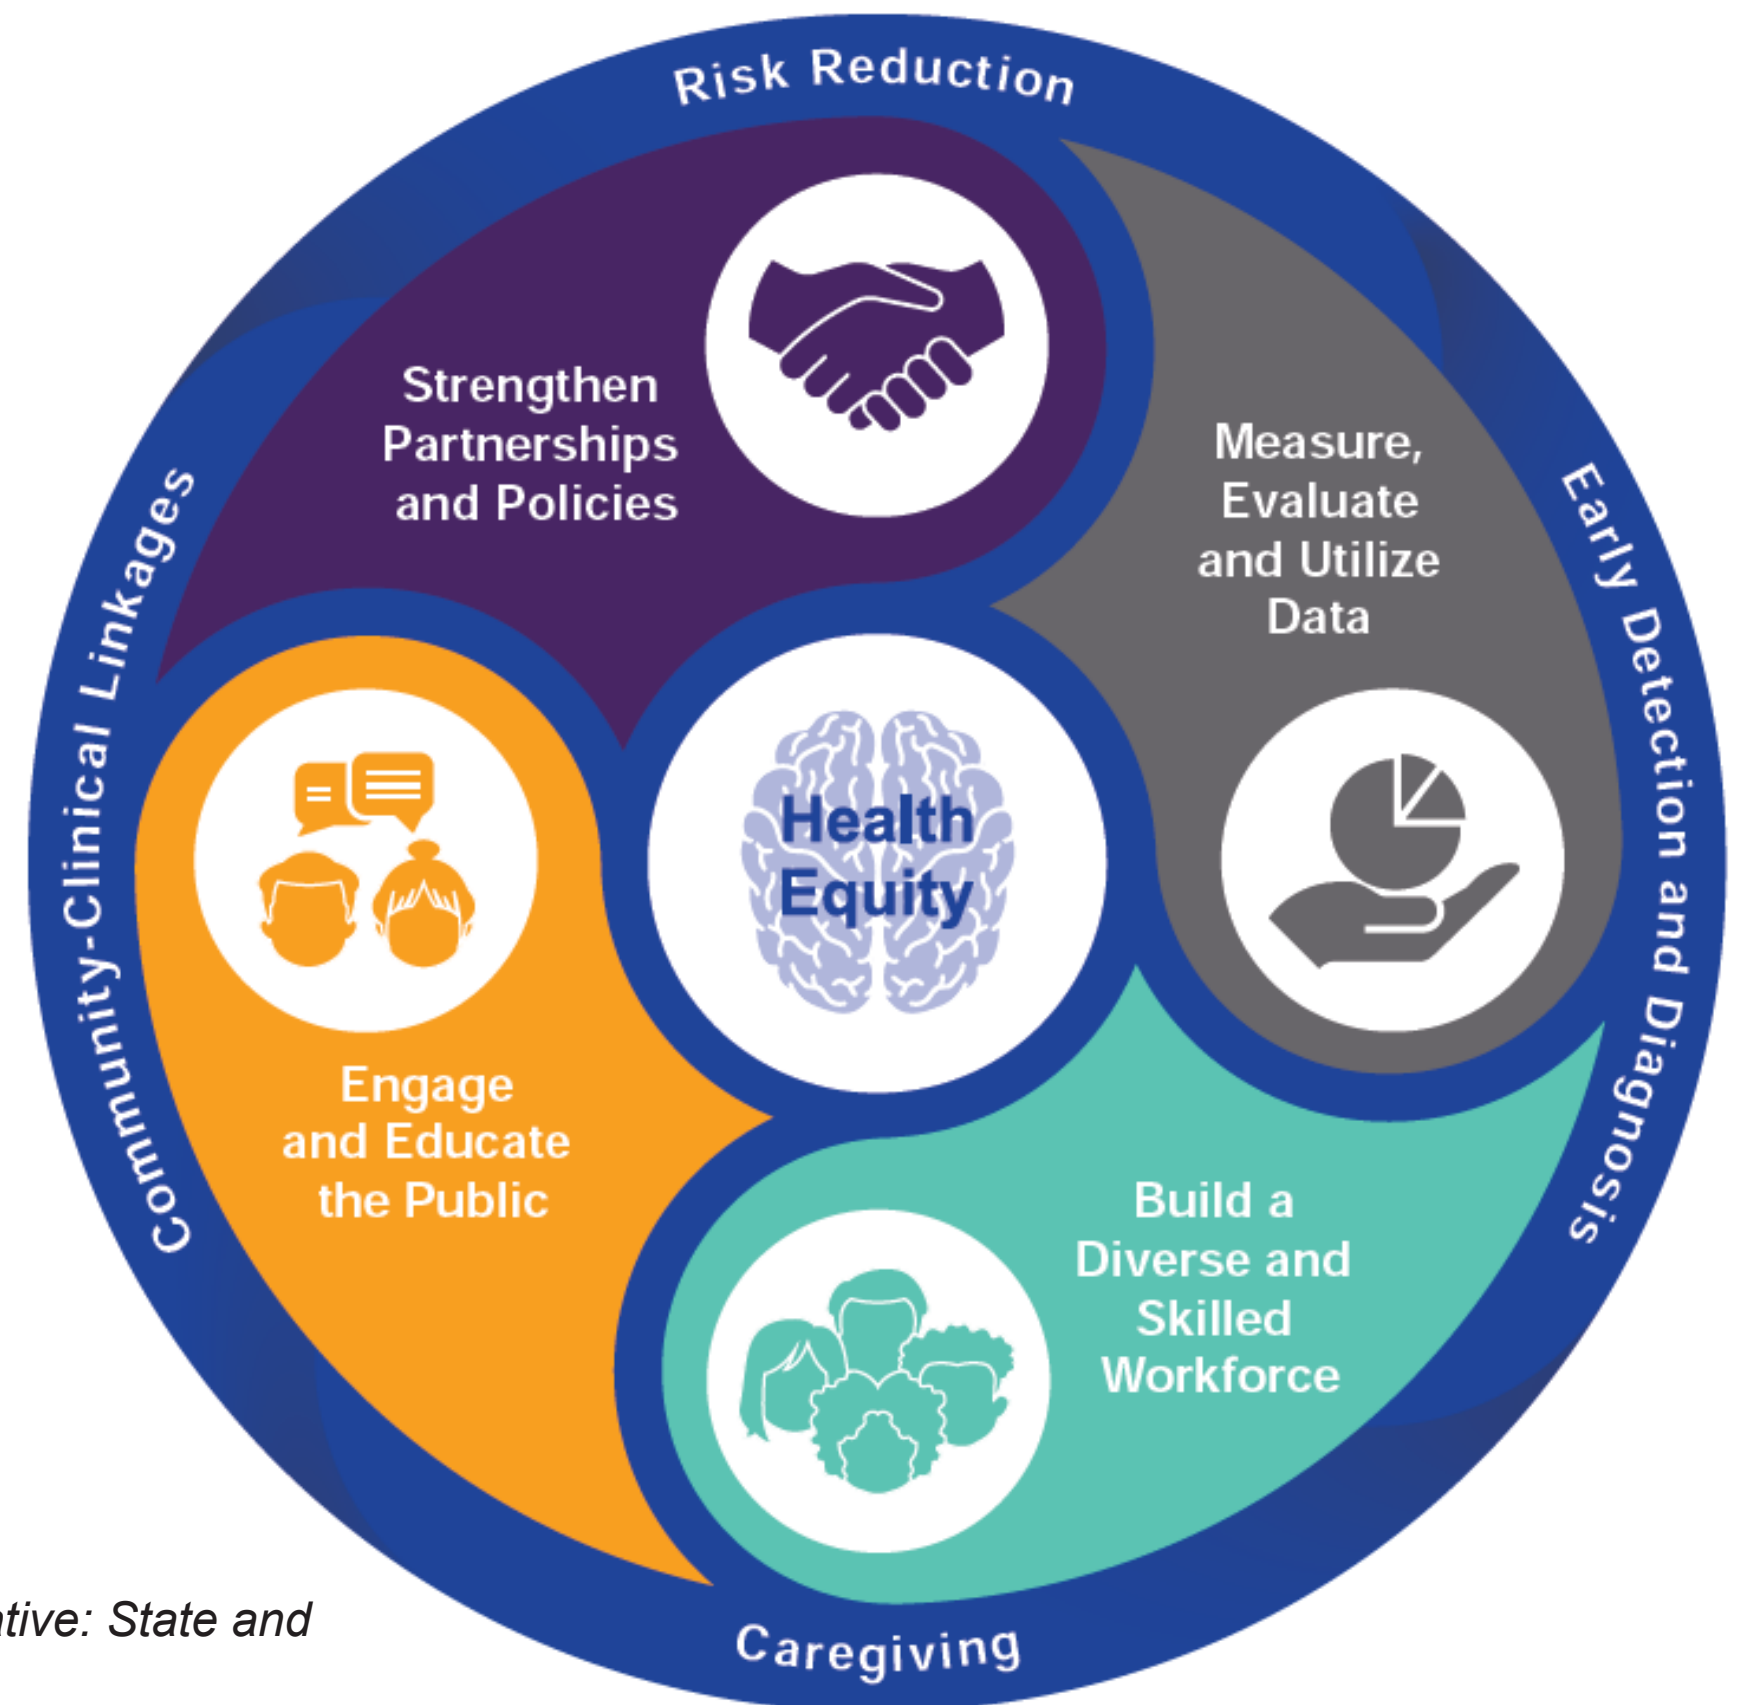 Risk Reduction
Strengthen
Partnerships
and Policies
Measure,
Evaluate
and Utilize
Data
Early Detection and Diagnosis
Community-Clinical Linkages
Health
Equity
Engage
and Educate
the Public
Build a
Diverse and
Skilled
Workforce
Caregiving
ative: State and